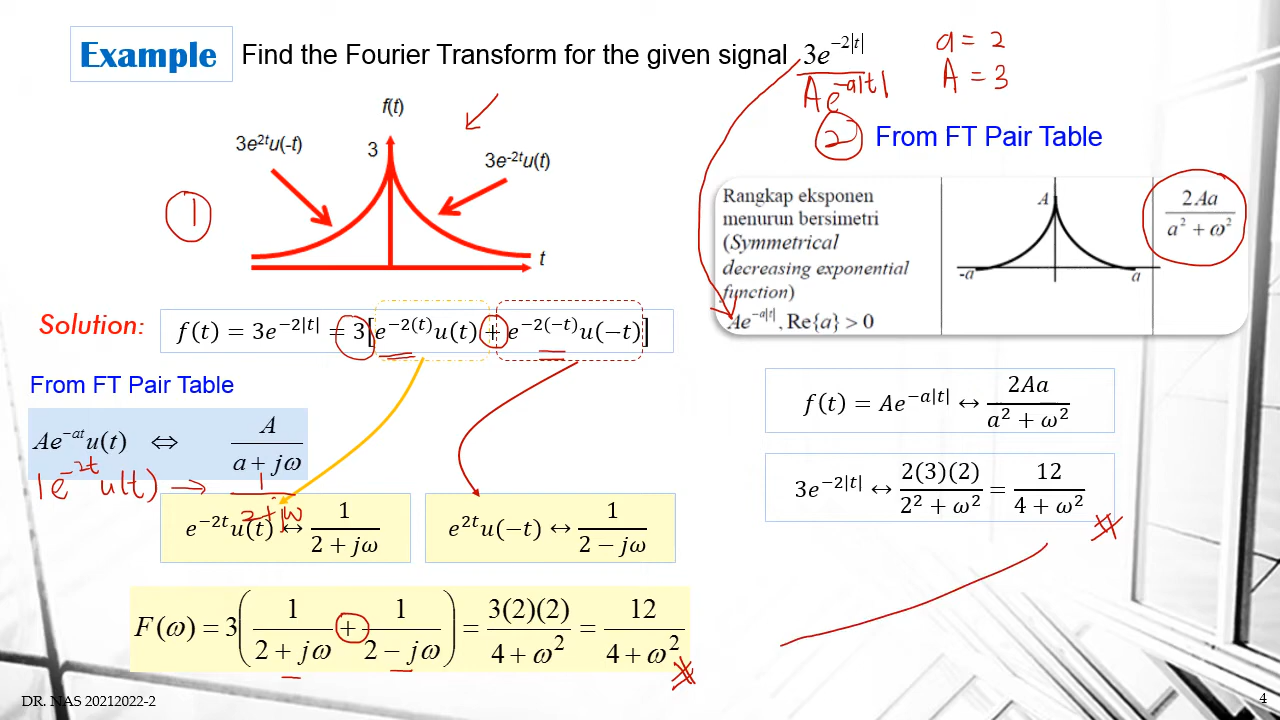 Example
Find the Fourier Transform for the given signal 3e^{-2|t|}
Ae^{-a|t|}
a = 2
A = 3
f(t)
3e^{2t}u(-t)
3
3e^{-2t}u(t)
t
1
2
From FT Pair Table
Rangkap eksponen
menurun bersimetri
(Symmetrical
decreasing exponential
function)
Ae^{-a|t|}, Re{a} > 0
A
-a
a
2Aa
a² + ω²
Solution:
f(t) = 3e^{-2|t|} = 3[e^{-2(t)}u(t) + e^{-2(-t)}u(-t)]
From FT Pair Table
Ae^{-at}u(t) ⇔ A
a + jω
1e^{-2t}u(t) ⇒ 1
2+jω
e^{-2t}u(t) ↔ 1
2 + jω
e^{2t}u(−t) ↔ 1
2 − jω
F(ω) = 3(1/(2 + jω) + 1/(2 − jω)) = 3(2)(2)/(4 + ω²) = 12/(4 + ω²)
f(t) = Ae^{-a|t|} ↔ 2Aa
a² + ω²
3e^{-2|t|} ↔ 2(3)(2)/(2² + ω²) = 12/(4 + ω²)
DR. NAS 20212022-2
4